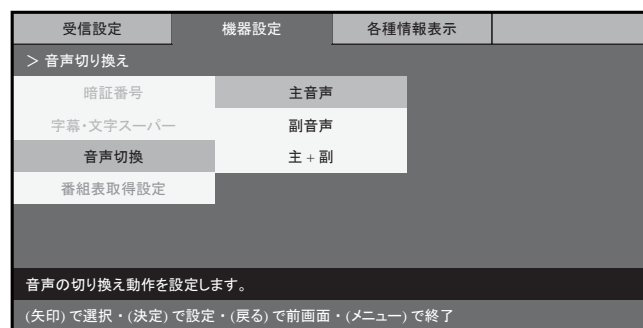 受信設定 機器設定 各種情報表示
＞ 音声切り換え
暗証番号 主音声
字幕・文字スーパー 副音声
音声切換 主 + 副
番組表取得設定
音声の切り換え動作を設定します。
(矢印) で選択・(決定) で設定・(戻る) で前画面・(メニュー) で終了